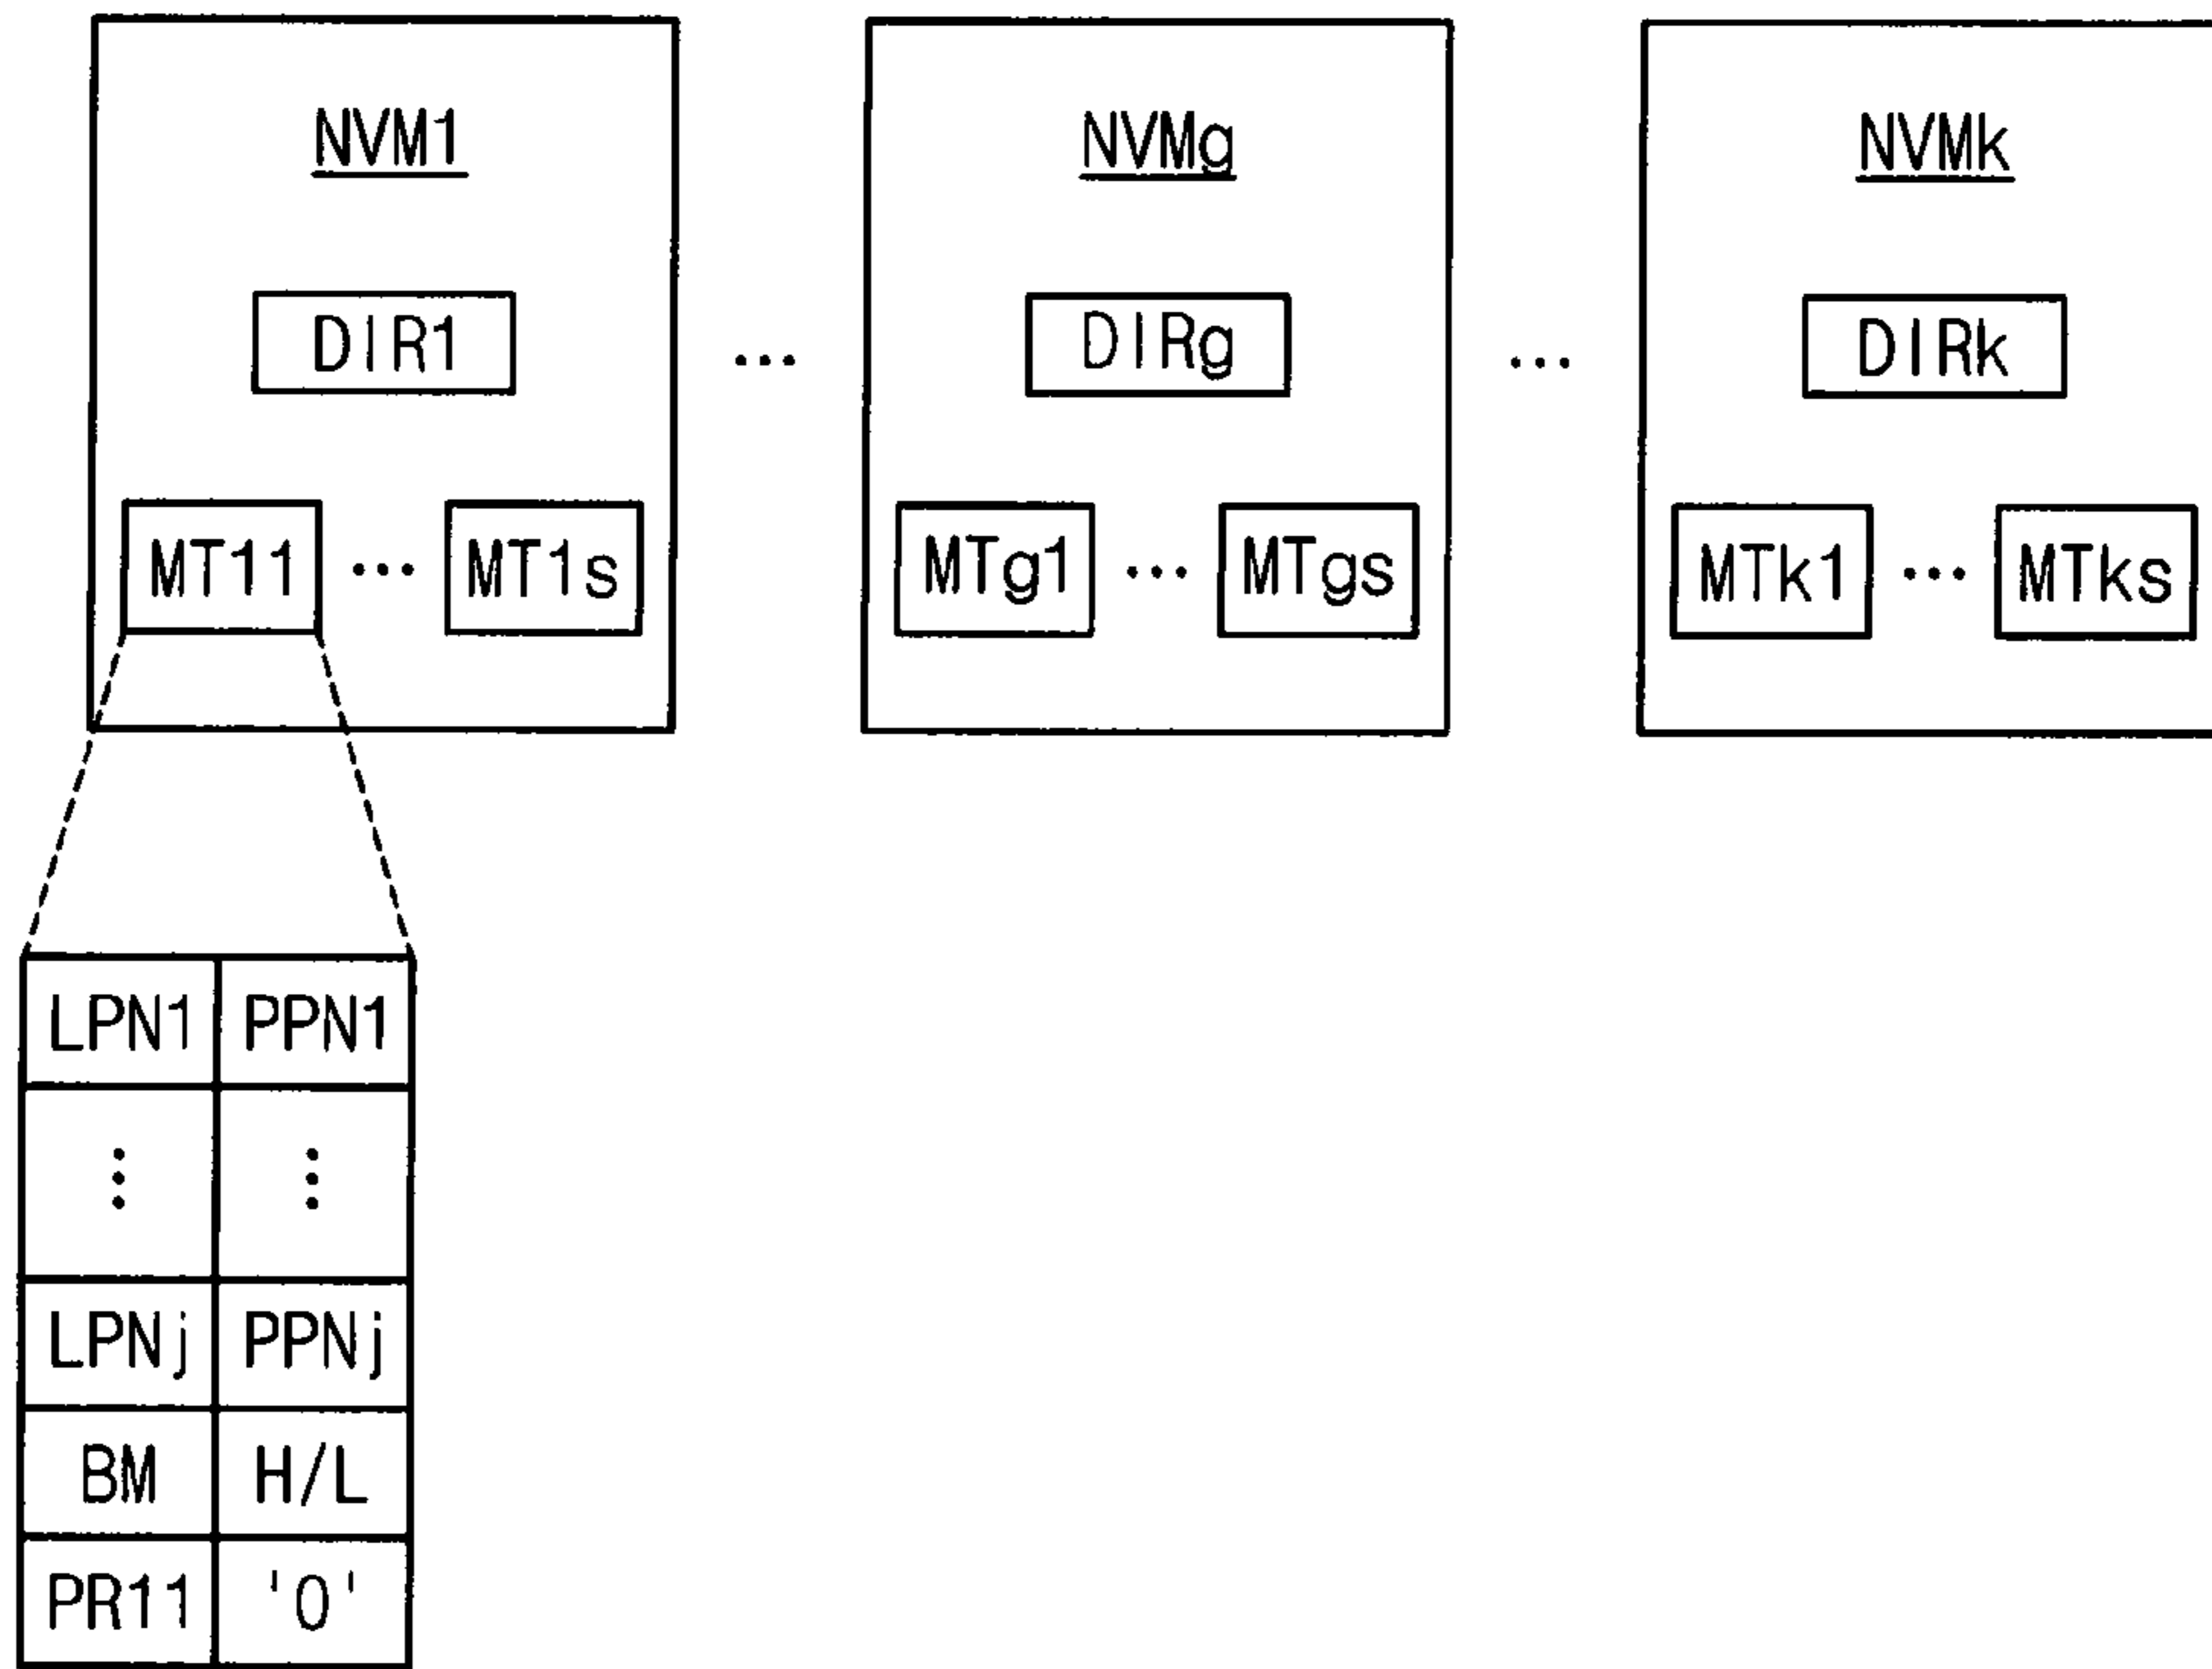 NVM1 NVMg NVMk
DIR1 ... DIRg ... DIRk
MT11 ... MT1s MTg1 ... MTgs MTk1 ... MTks
LPN1 PPN1
⋮ ⋮
LPNj PPNj
BM H/L
PR11 '0'